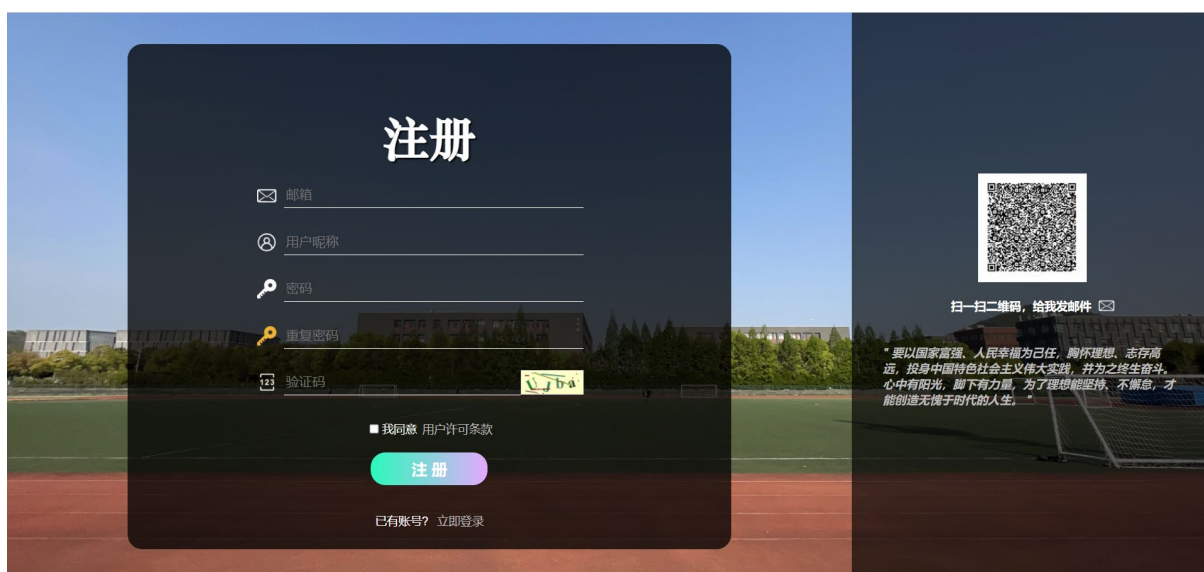 注册
邮箱
用户昵称
密码
重复密码
123 验证码
我同意 用户许可条款
注 册
已有账号? 立即登录
扫一扫二维码，给我发邮件
" 要以国家富强、人民幸福为己任，胸怀理想、志存高
远，投身中国特色社会主义伟大实践，并为之终生奋斗。
心中有阳光，脚下有力量，为了理想能坚持、不懈怠，才
能创造无愧于时代的人生。"